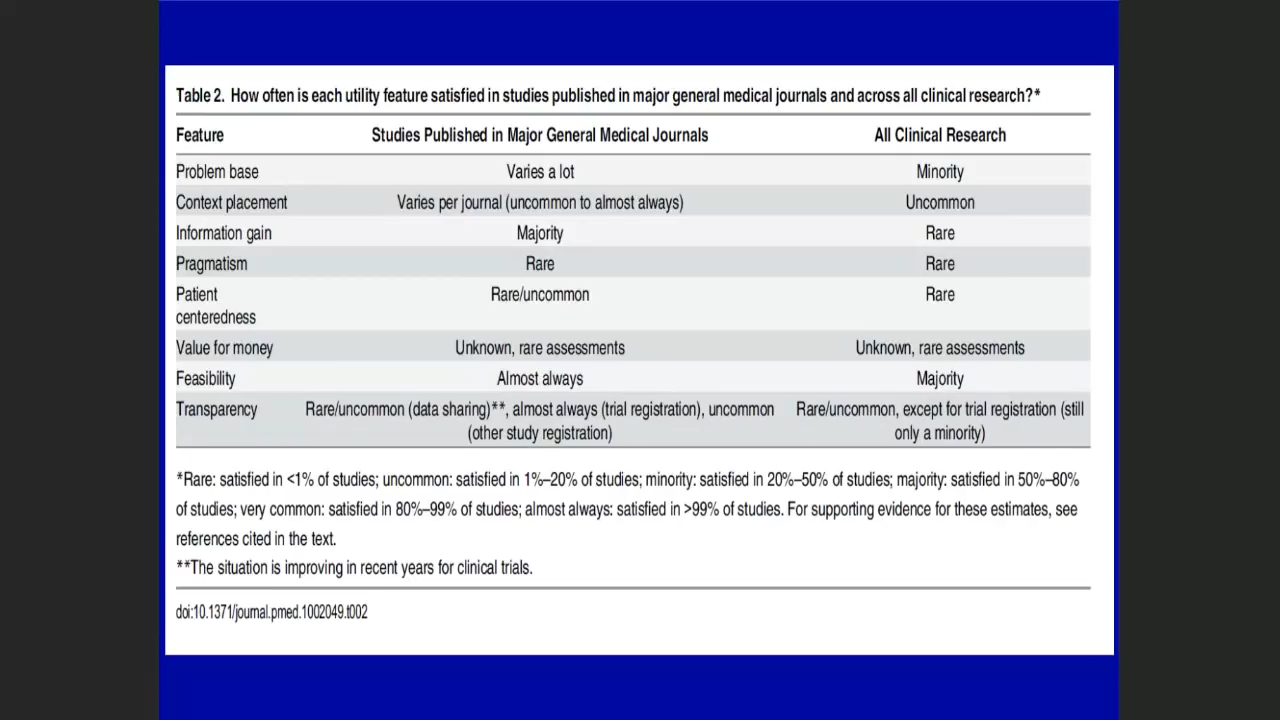 Table 2. How often is each utility feature satisfied in studies published in major general medical journals and across all clinical research?*
Feature Studies Published in Major General Medical Journals All Clinical Research
Problem base Varies a lot Minority
Context placement Varies per journal (uncommon to almost always) Uncommon
Information gain Majority Rare
Pragmatism Rare Rare
Patient Rare/uncommon Rare
centeredness
Value for money Unknown, rare assessments Unknown, rare assessments
Feasibility Almost always Majority
Transparency Rare/uncommon (data sharing)**, almost always (trial registration), uncommon Rare/uncommon, except for trial registration (still
(other study registration) only a minority)
*Rare: satisfied in <1% of studies; uncommon: satisfied in 1%–20% of studies; minority: satisfied in 20%–50% of studies; majority: satisfied in 50%–80%
of studies; very common: satisfied in 80%–99% of studies; almost always: satisfied in >99% of studies. For supporting evidence for these estimates, see
references cited in the text.
**The situation is improving in recent years for clinical trials.
doi:10.1371/journal.pmed.1002049.t002